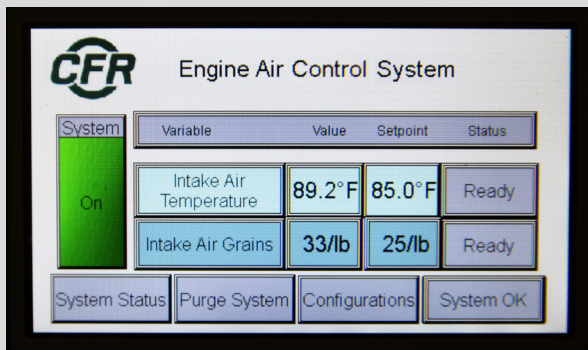 CFR
Engine Air Control System
System
On
Variable Value Setpoint Status
Intake Air
Temperature
89.2°F 85.0°F Ready
Intake Air Grains 33/lb 25/lb Ready
System Status Purge System Configurations System OK